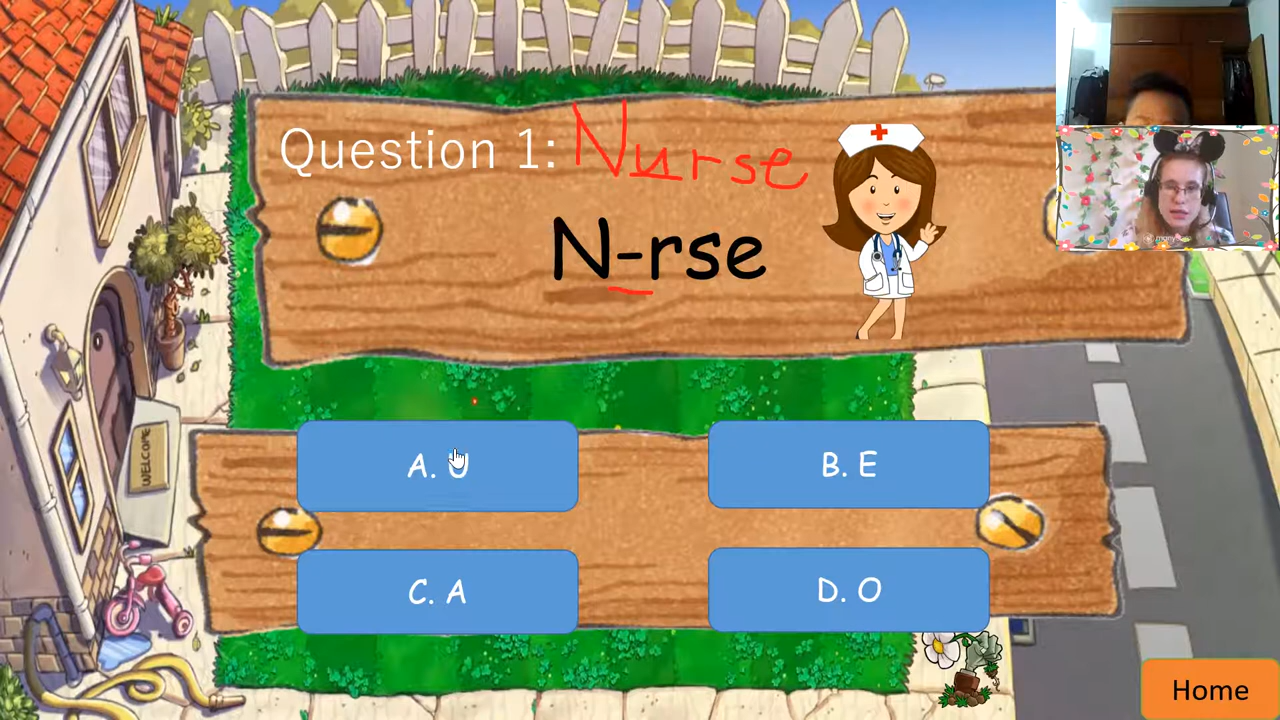 Question 1: Nurse
N-rse
A. U
B. E
C. A
D. O
WELCOME
Home